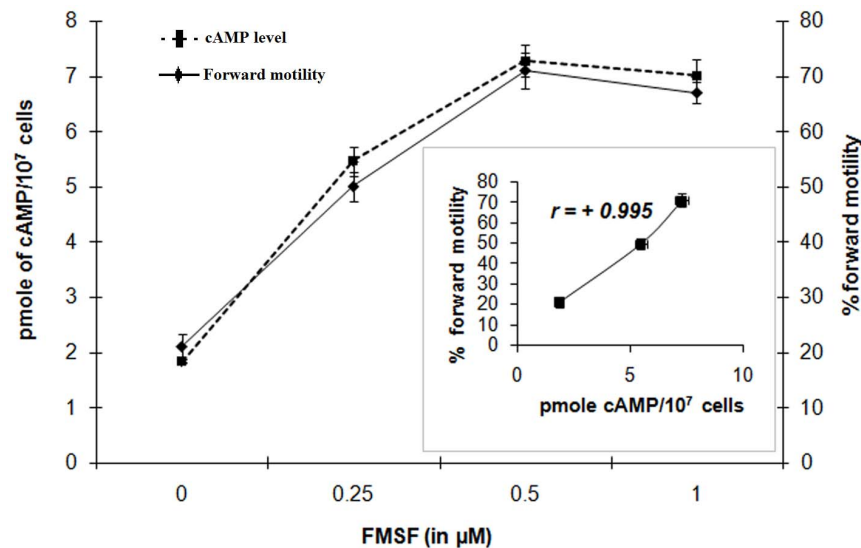 cAMP level
Forward motility
pmole of cAMP/10⁷ cells
8
7
6
5
4
3
2
1
0
80
70
60
50
40
30
20
10
0
% forward motility
0 0.25 0.5 1
FMSF (in µM)
% forward motility
80
70
60
50
40
30
20
10
0
r = + 0.995
0 5 10
pmole cAMP/10⁷ cells